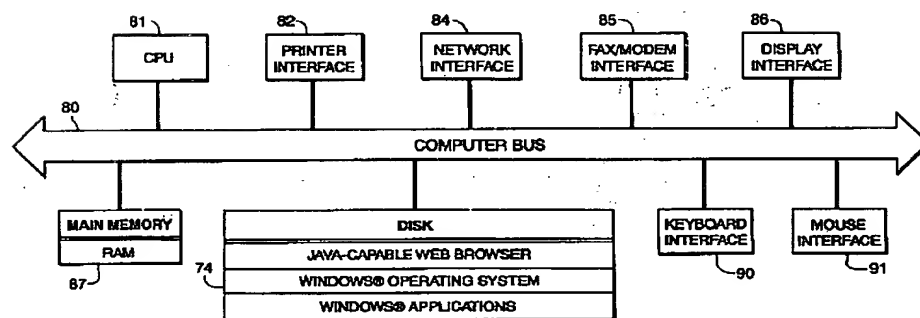 81
CPU
82
PRINTER
INTERFACE
84
NETWORK
INTERFACE
85
FAX/MODEM
INTERFACE
86
DISPLAY
INTERFACE
80
COMPUTER BUS
MAIN MEMORY
RAM
87
74
DISK
JAVA-CAPABLE WEB BROWSER
WINDOWS® OPERATING SYSTEM
WINDOWS® APPLICATIONS
KEYBOARD
INTERFACE
90
MOUSE
INTERFACE
91